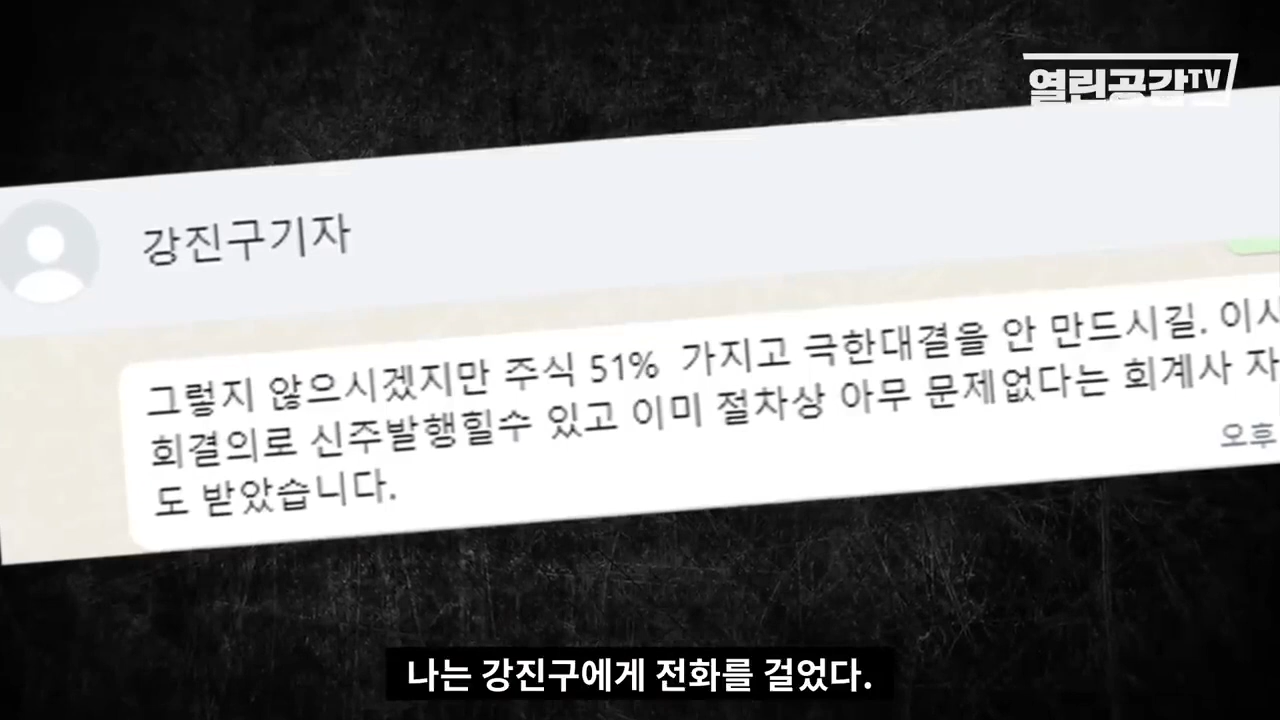 열린공감TV
강진구기자
그렇지 않으시겠지만 주식 51% 가지고 극한대결을 안 만드시길. 이사
회결의로 신주발행힐수 있고 이미 절차상 아무 문제없다는 회계사 자
도 받았습니다.
오후
나는 강진구에게 전화를 걸었다.